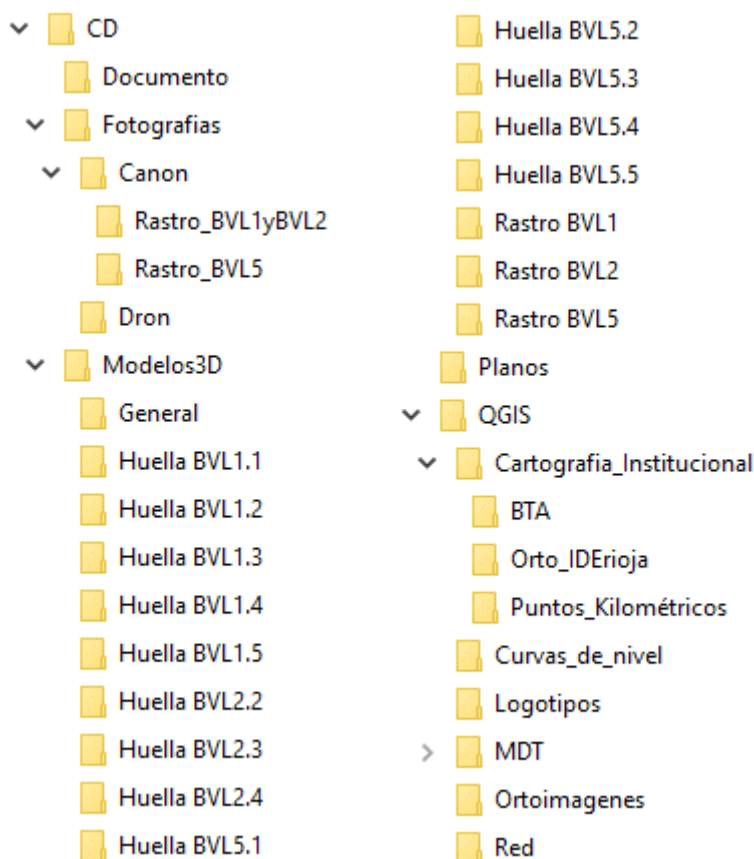 CD
Documento
Fotografias
Canon
Rastro_BVL1yBVL2
Rastro_BVL5
Dron
Modelos3D
General
Huella BVL1.1
Huella BVL1.2
Huella BVL1.3
Huella BVL1.4
Huella BVL1.5
Huella BVL2.2
Huella BVL2.3
Huella BVL2.4
Huella BVL5.1
Huella BVL5.2
Huella BVL5.3
Huella BVL5.4
Huella BVL5.5
Rastro BVL1
Rastro BVL2
Rastro BVL5
Planos
QGIS
Cartografia_Institucional
BTA
Orto_IDErioja
Puntos_Kilométricos
Curvas_de_nivel
Logotipos
MDT
Ortoimagenes
Red